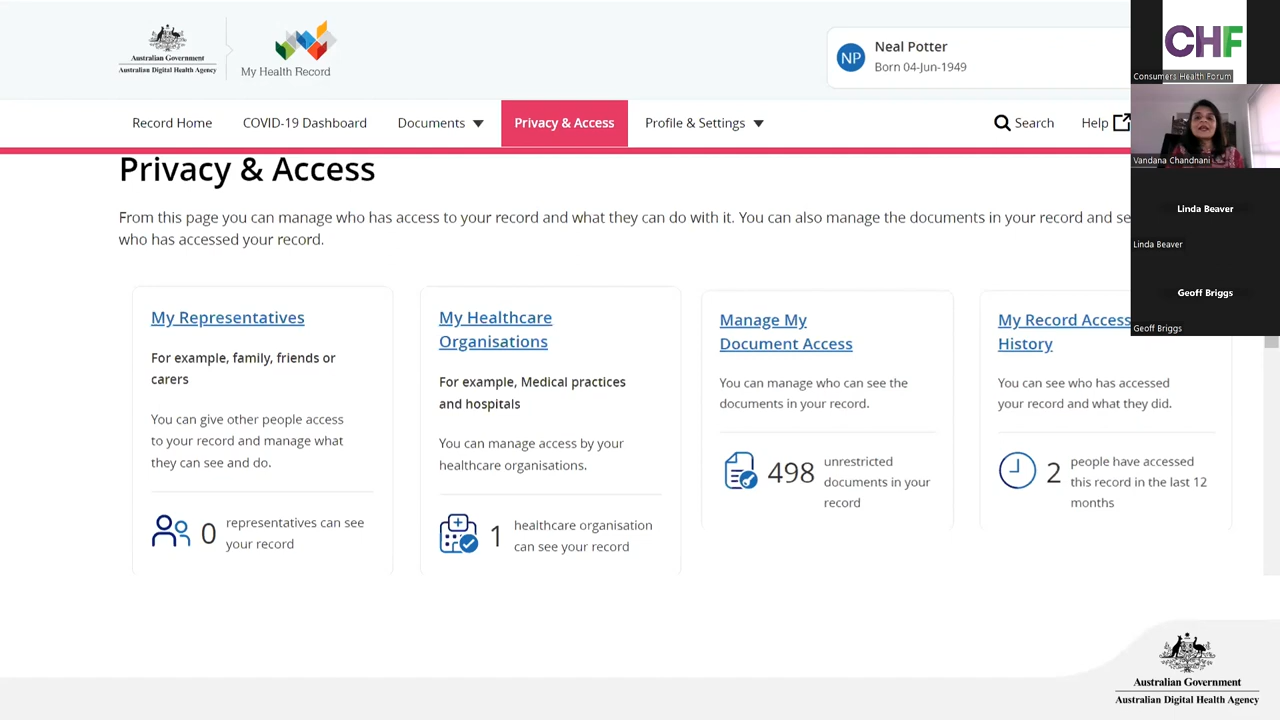 Australian Government
Australian Digital Health Agency
My Health Record
NP
Neal Potter
Born 04-Jun-1949
CHF
Consumers Health Forum
Record Home
COVID-19 Dashboard
Documents
Privacy & Access
Profile & Settings
Search
Help
Vandana Chandnani
Privacy & Access
From this page you can manage who has access to your record and what they can do with it. You can also manage the documents in your record and se
who has accessed your record.
Linda Beaver
Linda Beaver
Geoff Briggs
Geoff Briggs
My Representatives
For example, family, friends or
carers
You can give other people access
to your record and manage what
they can see and do.
0
representatives can see
your record
My Healthcare
Organisations
For example, Medical practices
and hospitals
You can manage access by your
healthcare organisations.
1
healthcare organisation
can see your record
Manage My
Document Access
You can manage who can see the
documents in your record.
498
unrestricted
documents in your
record
My Record Access
History
You can see who has accessed
your record and what they did.
2
people have accessed
this record in the last 12
months
Australian Government
Australian Digital Health Agency